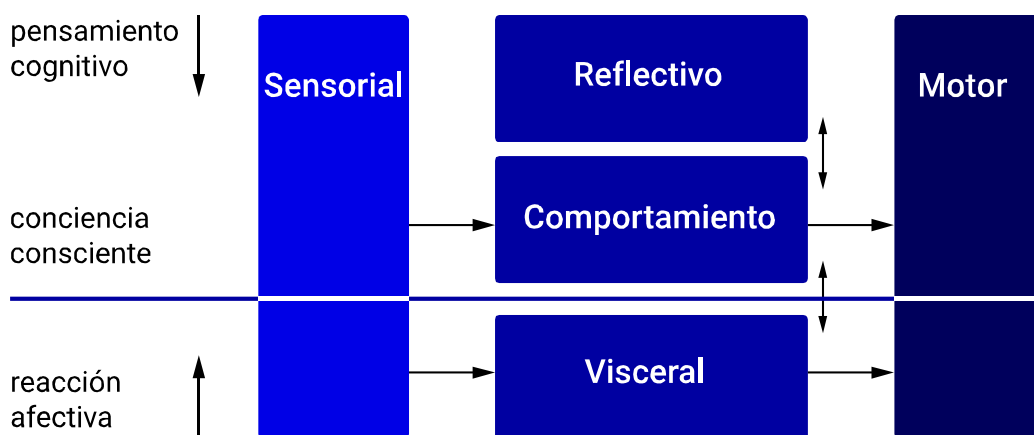 pensamiento
cognitivo
Sensorial
Reflectivo
Motor
conciencia
consciente
Comportamiento
reacción
afectiva
Visceral